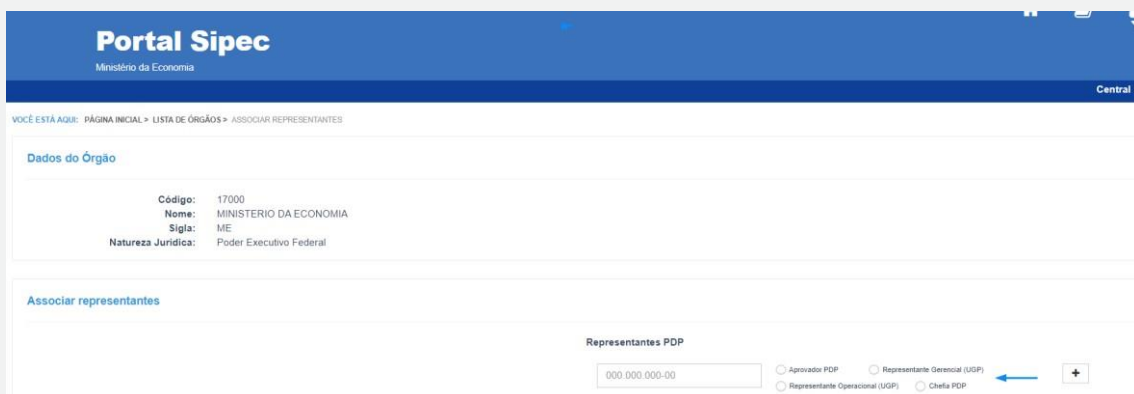 Portal Sipec
Ministério da Economia
Central
VOCÊ ESTÁ AQUI: PÁGINA INICIAL > LISTA DE ÓRGÃOS > ASSOCIAR REPRESENTANTES
Dados do Órgão
Código: 17000
Nome: MINISTERIO DA ECONOMIA
Sigla: ME
Natureza Jurídica: Poder Executivo Federal
Associar representantes
Representantes PDP
000.000.000-00 Aprovador PDP Representante Gerencial (UGP) +
Representante Operacional (UGP) Chefia PDP